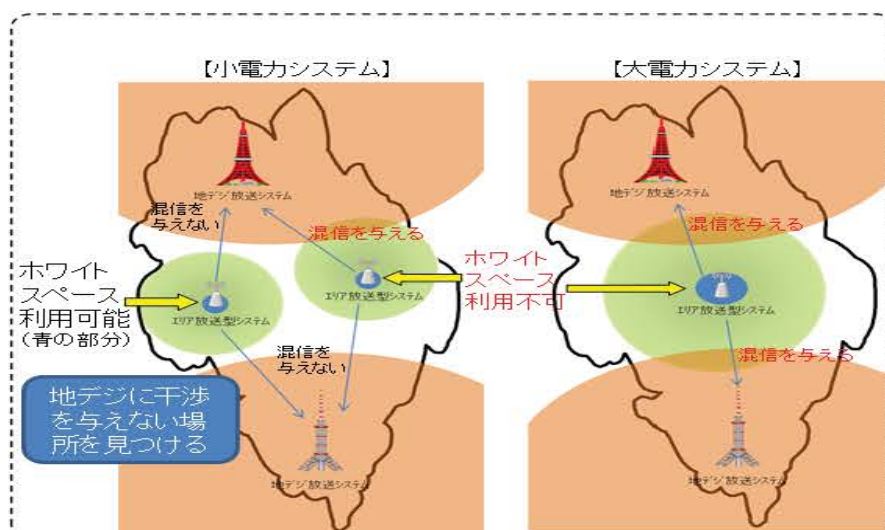 【小電力システム】
【大電力システム】
地デジ放送システム
地デジ放送システム
混信を
与えない
混信を与える
混信を与える
ホワイト
スペース
利用可能
(青の部分)
ホワイト
スペース
利用不可
エリア放送型システム
エリア放送型システム
エリア放送型システム
混信を
与えない
混信を与える
地デジに干渉
を与えない場
所を見つける
地デジ放送システム
地デジ放送システム